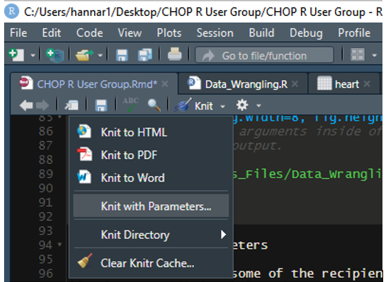 C:/Users/hannar1/Desktop/CHOP R User Group/CHOP R User Group - R
File Edit Code View Plots Session Build Debug Profile
Go to file/function Addins
CHOP R User Group.Rmd* Data_Wrangling.R heart
ABC Knit
85 .width=8, fig.heigh
86 Knit to HTML arguments inside of
87 Knit to PDF output.
88
89 Knit to Word s_Files/Data_Wrangli
90
91 Knit with Parameters...
92
93 Knit Directory
94 meters
95 Clear Knitr Cache...
96 some of the recipien